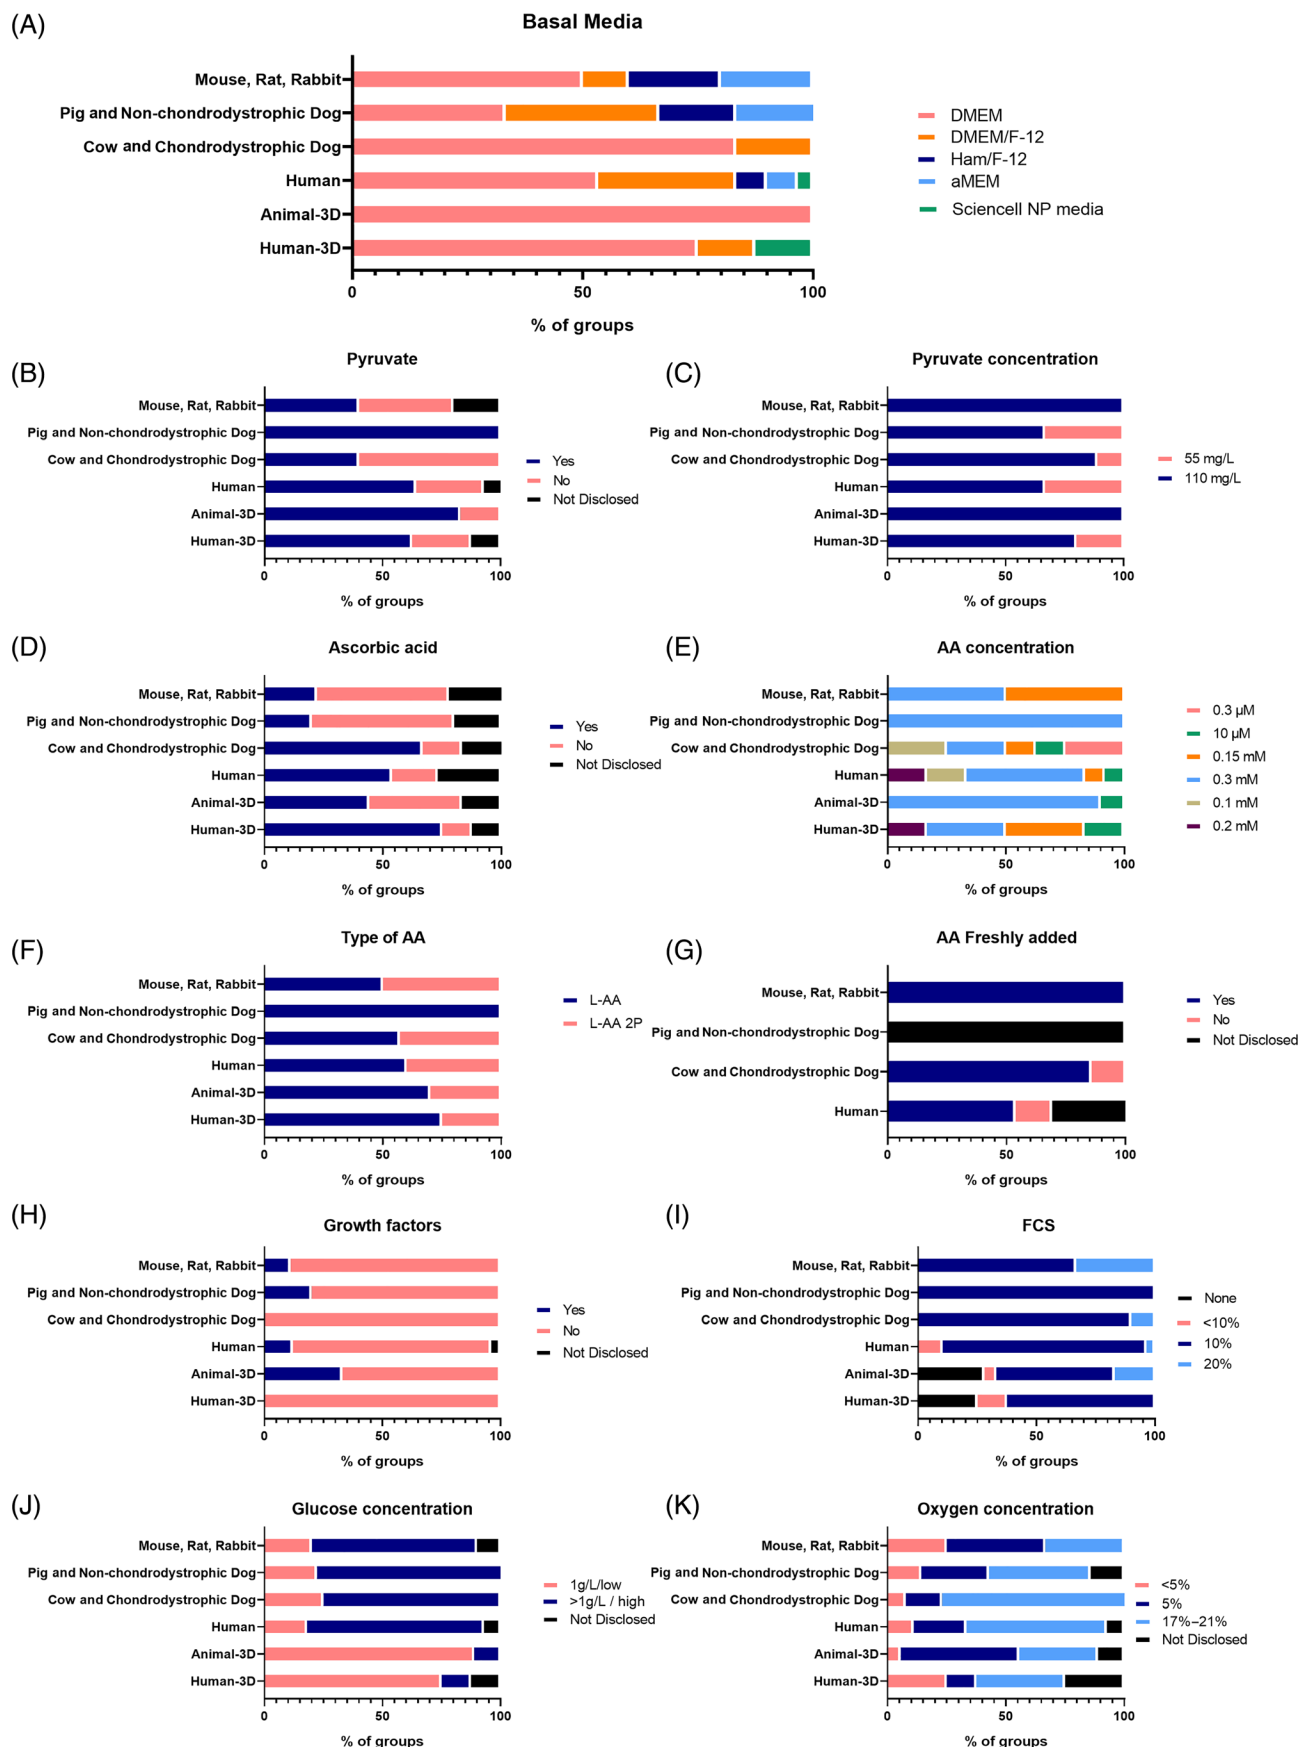 (A)
Basal Media
Mouse, Rat, Rabbit
Pig and Non-chondrodystrophic Dog
Cow and Chondrodystrophic Dog
Human
Animal-3D
Human-3D
0 50 100
% of groups
DMEM
DMEM/F-12
Ham/F-12
aMEM
Sciencell NP media
(B)
Pyruvate
Mouse, Rat, Rabbit
Pig and Non-chondrodystrophic Dog
Cow and Chondrodystrophic Dog
Human
Animal-3D
Human-3D
0 50 100
% of groups
Yes
No
Not Disclosed
(C)
Pyruvate concentration
Mouse, Rat, Rabbit
Pig and Non-chondrodystrophic Dog
Cow and Chondrodystrophic Dog
Human
Animal-3D
Human-3D
0 50 100
% of groups
55 mg/L
110 mg/L
(D)
Ascorbic acid
Mouse, Rat, Rabbit
Pig and Non-chondrodystrophic Dog
Cow and Chondrodystrophic Dog
Human
Animal-3D
Human-3D
0 50 100
% of groups
Yes
No
Not Disclosed
(E)
AA concentration
Mouse, Rat, Rabbit
Pig and Non-chondrodystrophic Dog
Cow and Chondrodystrophic Dog
Human
Animal-3D
Human-3D
0 50 100
% of groups
0.3 µM
10 µM
0.15 mM
0.3 mM
0.1 mM
0.2 mM
(F)
Type of AA
Mouse, Rat, Rabbit
Pig and Non-chondrodystrophic Dog
Cow and Chondrodystrophic Dog
Human
Animal-3D
Human-3D
0 50 100
% of groups
L-AA
L-AA 2P
(G)
AA Freshly added
Mouse, Rat, Rabbit
Pig and Non-chondrodystrophic Dog
Cow and Chondrodystrophic Dog
Human
0 50 100
% of groups
Yes
No
Not Disclosed
(H)
Growth factors
Mouse, Rat, Rabbit
Pig and Non-chondrodystrophic Dog
Cow and Chondrodystrophic Dog
Human
Animal-3D
Human-3D
0 50 100
% of groups
Yes
No
Not Disclosed
(I)
FCS
Mouse, Rat, Rabbit
Pig and Non-chondrodystrophic Dog
Cow and Chondrodystrophic Dog
Human
Animal-3D
Human-3D
0 50 100
% of groups
None
<10%
10%
20%
(J)
Glucose concentration
Mouse, Rat, Rabbit
Pig and Non-chondrodystrophic Dog
Cow and Chondrodystrophic Dog
Human
Animal-3D
Human-3D
0 50 100
% of groups
1g/L/low
>1g/L / high
Not Disclosed
(K)
Oxygen concentration
Mouse, Rat, Rabbit
Pig and Non-chondrodystrophic Dog
Cow and Chondrodystrophic Dog
Human
Animal-3D
Human-3D
0 50 100
% of groups
<5%
5%
17%–21%
Not Disclosed